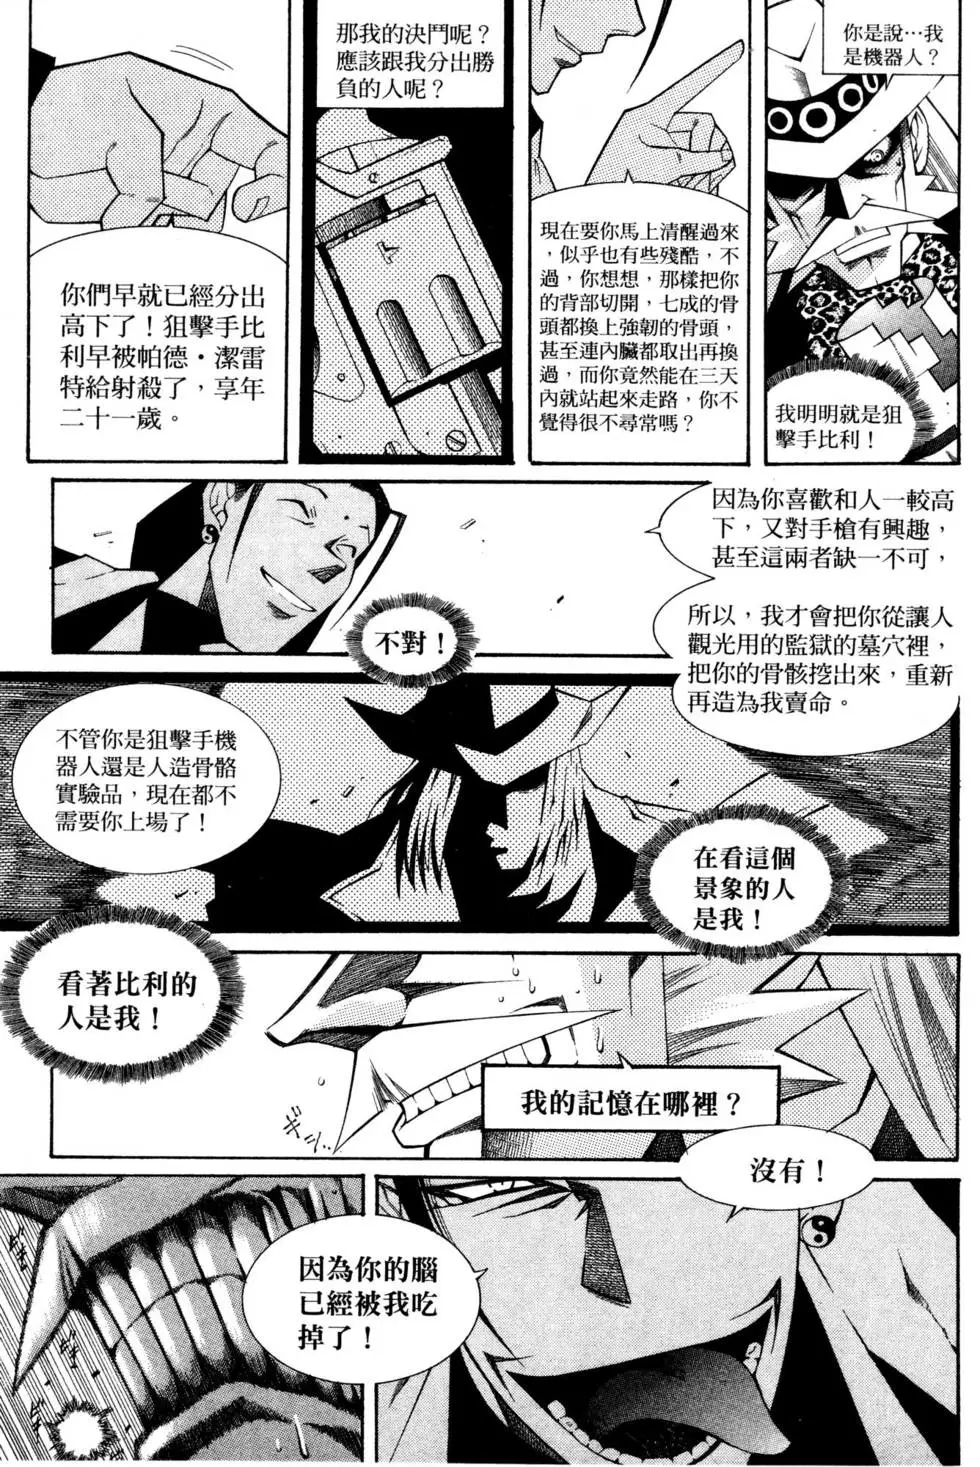 你是說…我
是機器人？
我明明就是狙
擊手比利！
現在要你馬上清醒過來
，似乎也有些殘酷，不
過，你想想，那樣把你
的背部切開，七成的骨
頭都換上強韌的骨頭，
甚至連內臟都取出再換
過，而你竟然能在三天
內就站起來走路，你不
覺得很不尋常嗎？
那我的決鬥呢？
應該跟我分出勝
負的人呢？
你們早就已經分出
高下了！狙擊手比
利早被帕德・潔雷
特給射殺了，享年
二十一歲。
因為你喜歡和人一較高
下，又對手槍有興趣，
甚至這兩者缺一不可，
所以，我才會把你從讓人
觀光用的監獄的墓穴裡，
把你的骨骸挖出來，重新
再造為我賣命。
不對！
不管你是狙擊手機
器人還是人造骨骼
實驗品，現在都不
需要你上場了！
在看這個
景象的人
是我！
看著比利的
人是我！
我的記憶在哪裡？
沒有！
因為你的腦
已經被我吃
掉了！